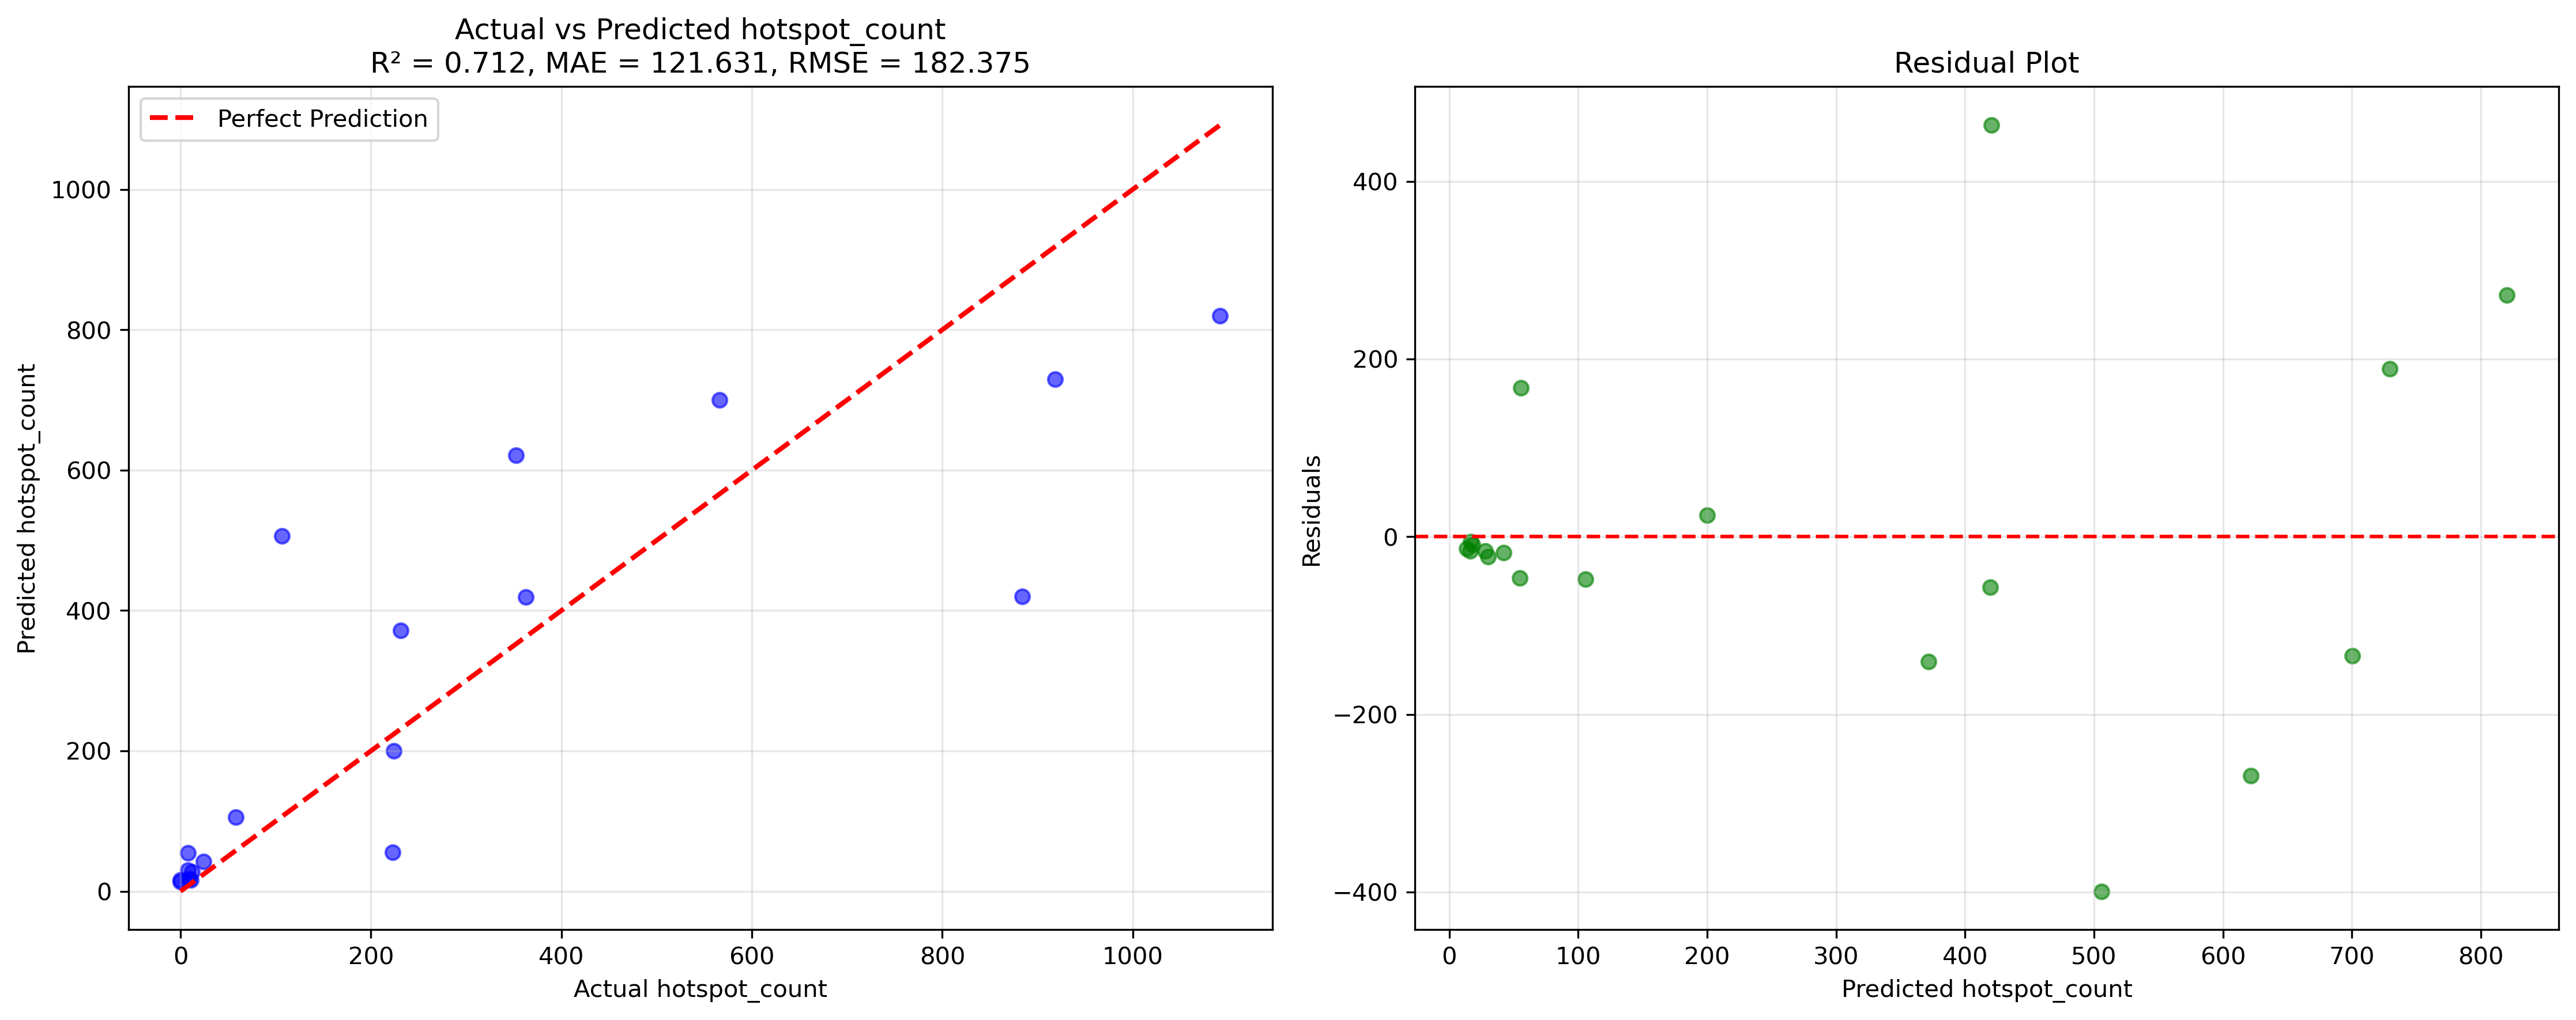 Actual vs Predicted hotspot_count
R² = 0.712, MAE = 121.631, RMSE = 182.375
Perfect Prediction
1000
800
600
400
200
0
Predicted hotspot_count
0 200 400 600 800 1000
Actual hotspot_count
Residual Plot
400
200
0
−200
−400
Residuals
0 100 200 300 400 500 600 700 800
Predicted hotspot_count